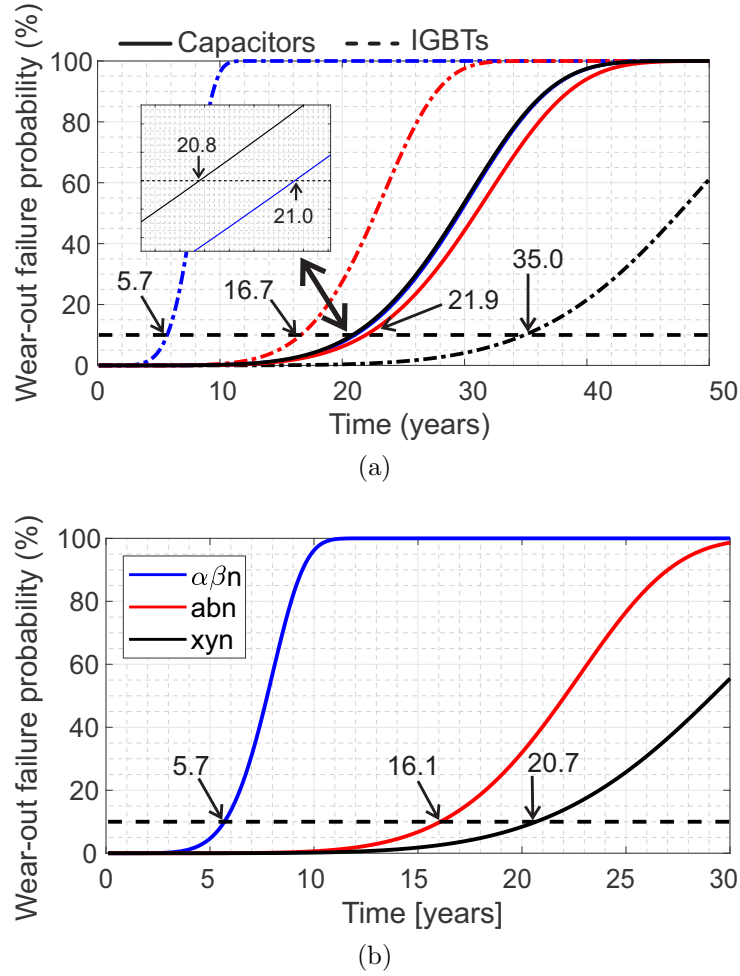 Capacitors IGBTs
Wear-out failure probability (%)
100
80
60
40
20
0
20.8
21.0
5.7
16.7
21.9
35.0
0 10 20 30 40 50
Time (years)
(a)
Wear-out failure probability (%)
100
80
60
40
20
0
αβn
abn
xyn
5.7
16.1
20.7
0 5 10 15 20 25 30
Time [years]
(b)